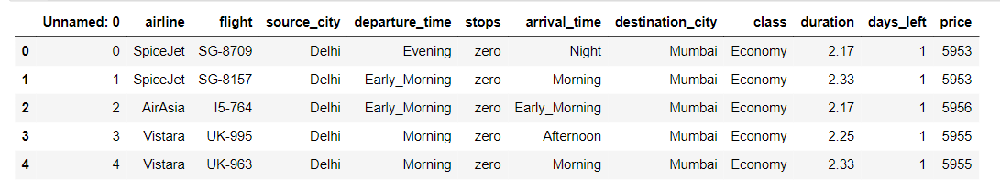 Unnamed: 0 airline flight source_city departure_time stops arrival_time destination_city class duration days_left price
0 0 SpiceJet SG-8709 Delhi Evening zero Night Mumbai Economy 2.17 1 5953
1 1 SpiceJet SG-8157 Delhi Early_Morning zero Morning Mumbai Economy 2.33 1 5953
2 2 AirAsia I5-764 Delhi Early_Morning zero Early_Morning Mumbai Economy 2.17 1 5956
3 3 Vistara UK-995 Delhi Morning zero Afternoon Mumbai Economy 2.25 1 5955
4 4 Vistara UK-963 Delhi Morning zero Morning Mumbai Economy 2.33 1 5955